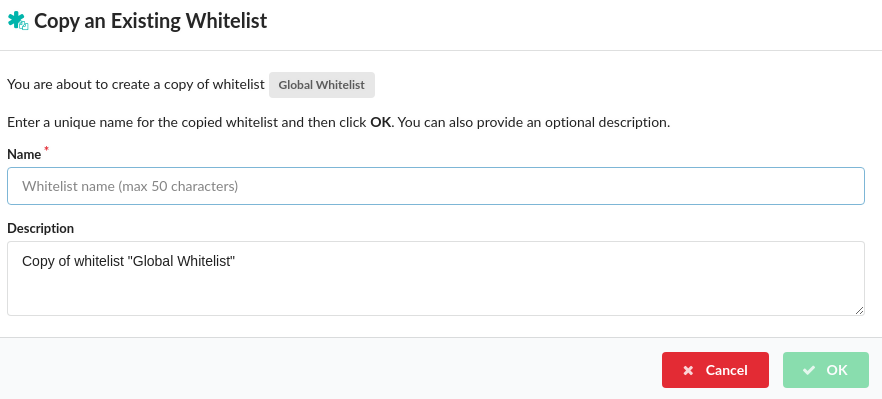 Copy an Existing Whitelist
You are about to create a copy of whitelist Global Whitelist
Enter a unique name for the copied whitelist and then click OK. You can also provide an optional description.
Name *
Whitelist name (max 50 characters)
Description
Copy of whitelist "Global Whitelist"
Cancel OK